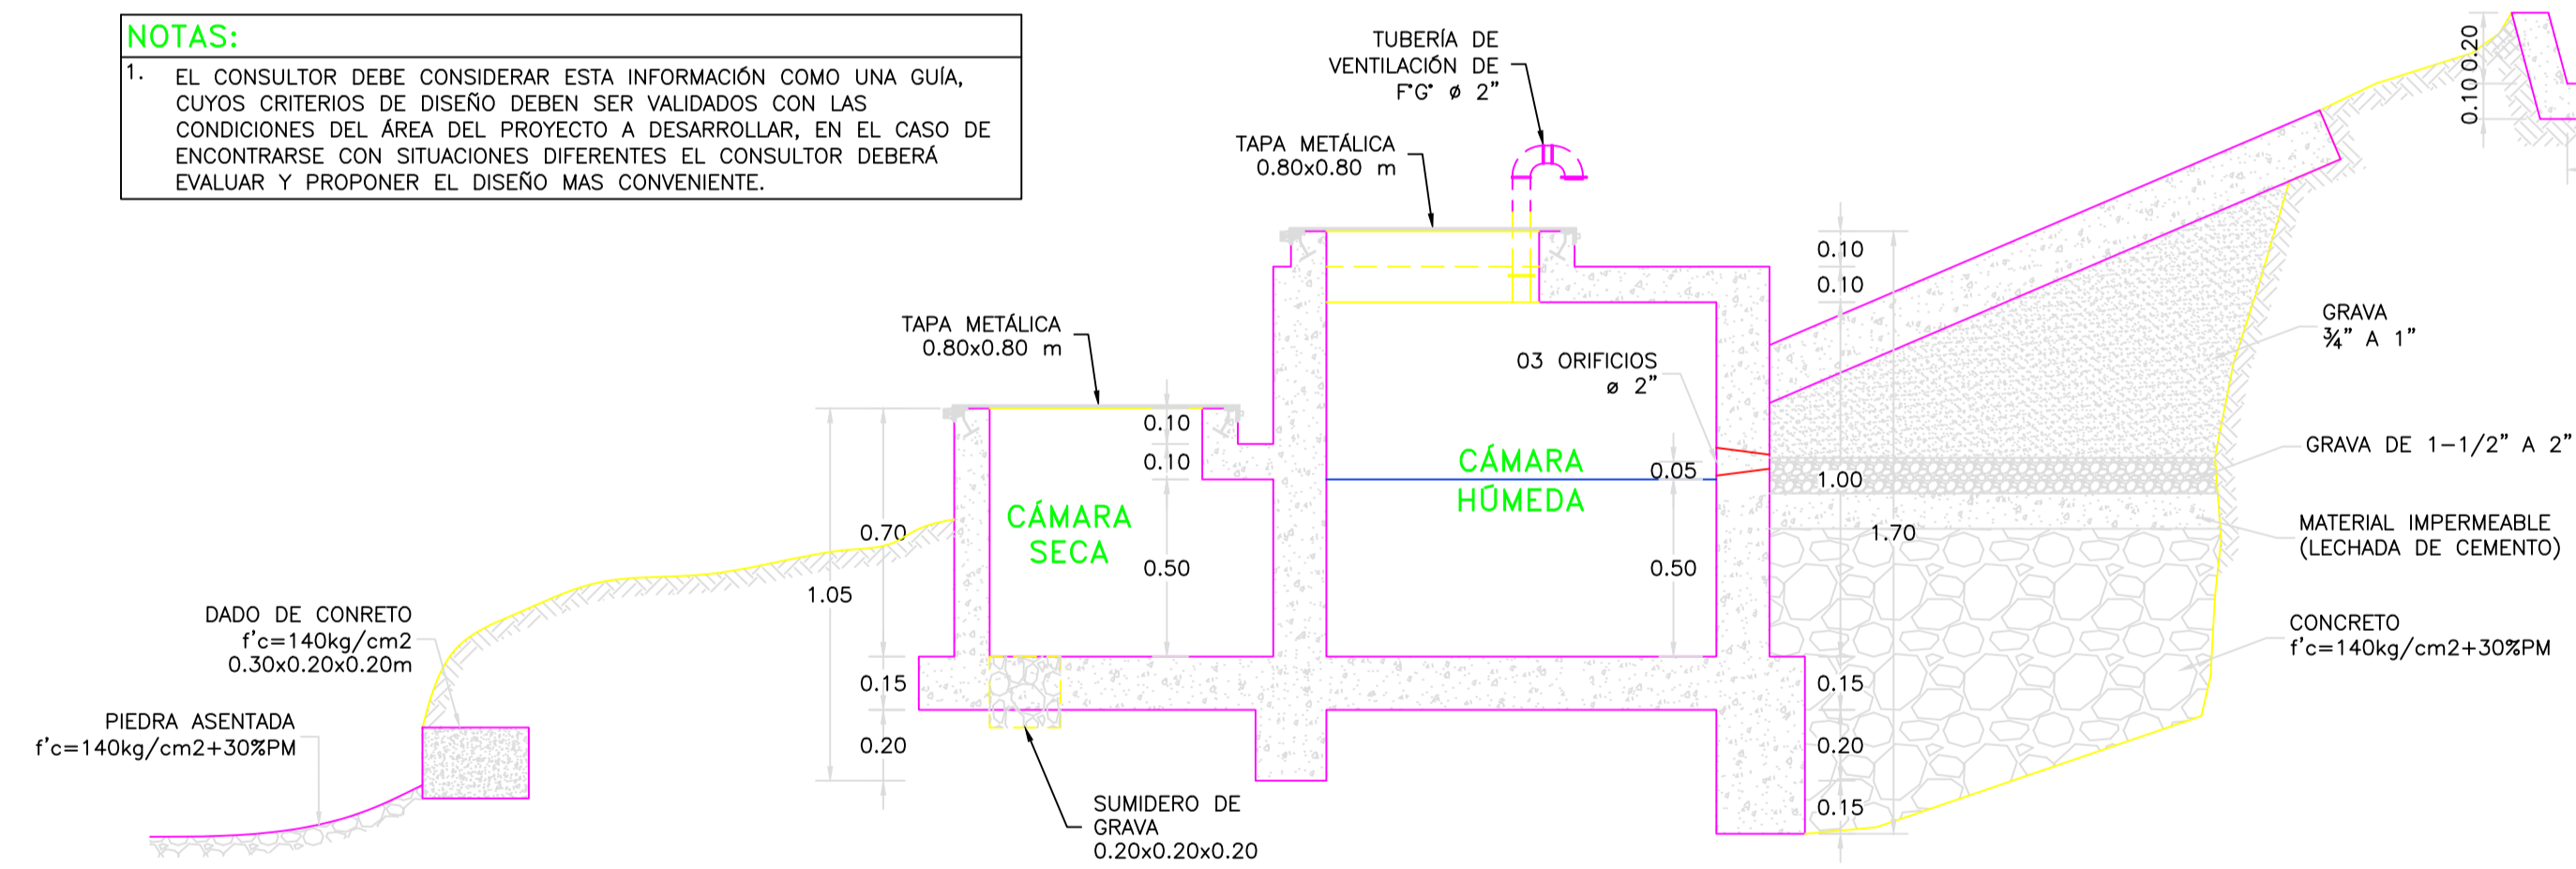 NOTAS:
1. EL CONSULTOR DEBE CONSIDERAR ESTA INFORMACIÓN COMO UNA GUÍA,
CUYOS CRITERIOS DE DISEÑO DEBEN SER VALIDADOS CON LAS
CONDICIONES DEL ÁREA DEL PROYECTO A DESARROLLAR, EN EL CASO DE
ENCONTRARSE CON SITUACIONES DIFERENTES EL CONSULTOR DEBERÁ
EVALUAR Y PROPONER EL DISEÑO MAS CONVENIENTE.
TUBERÍA DE
VENTILACIÓN DE
F°G° ø 2"
TAPA METÁLICA
0.80x0.80 m
0.20
0.10
0.10
0.10
GRAVA
¾" A 1"
TAPA METÁLICA
0.80x0.80 m
03 ORIFICIOS
ø 2"
0.10
0.10
CÁMARA
HÚMEDA
0.05
1.00
GRAVA DE 1-1/2" A 2"
CÁMARA
SECA
0.70
0.50
0.50
1.70
MATERIAL IMPERMEABLE
(LECHADA DE CEMENTO)
1.05
DADO DE CONRETO
f'c=140kg/cm2
0.30x0.20x0.20m
CONCRETO
f'c=140kg/cm2+30%PM
0.15
0.15
PIEDRA ASENTADA
f'c=140kg/cm2+30%PM
0.20
0.20
0.15
SUMIDERO DE
GRAVA
0.20x0.20x0.20